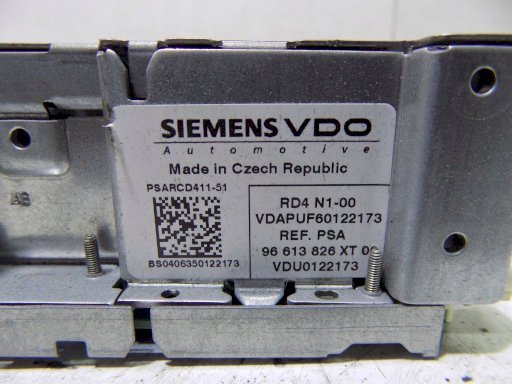 SIEMENS VDO
Automotive
Made in Czech Republic
PSARCD411-51
BS0406350122173
RD4 N1-00
VDAPUF60122173
REF. PSA
96 613 826 XT
VDU0122173